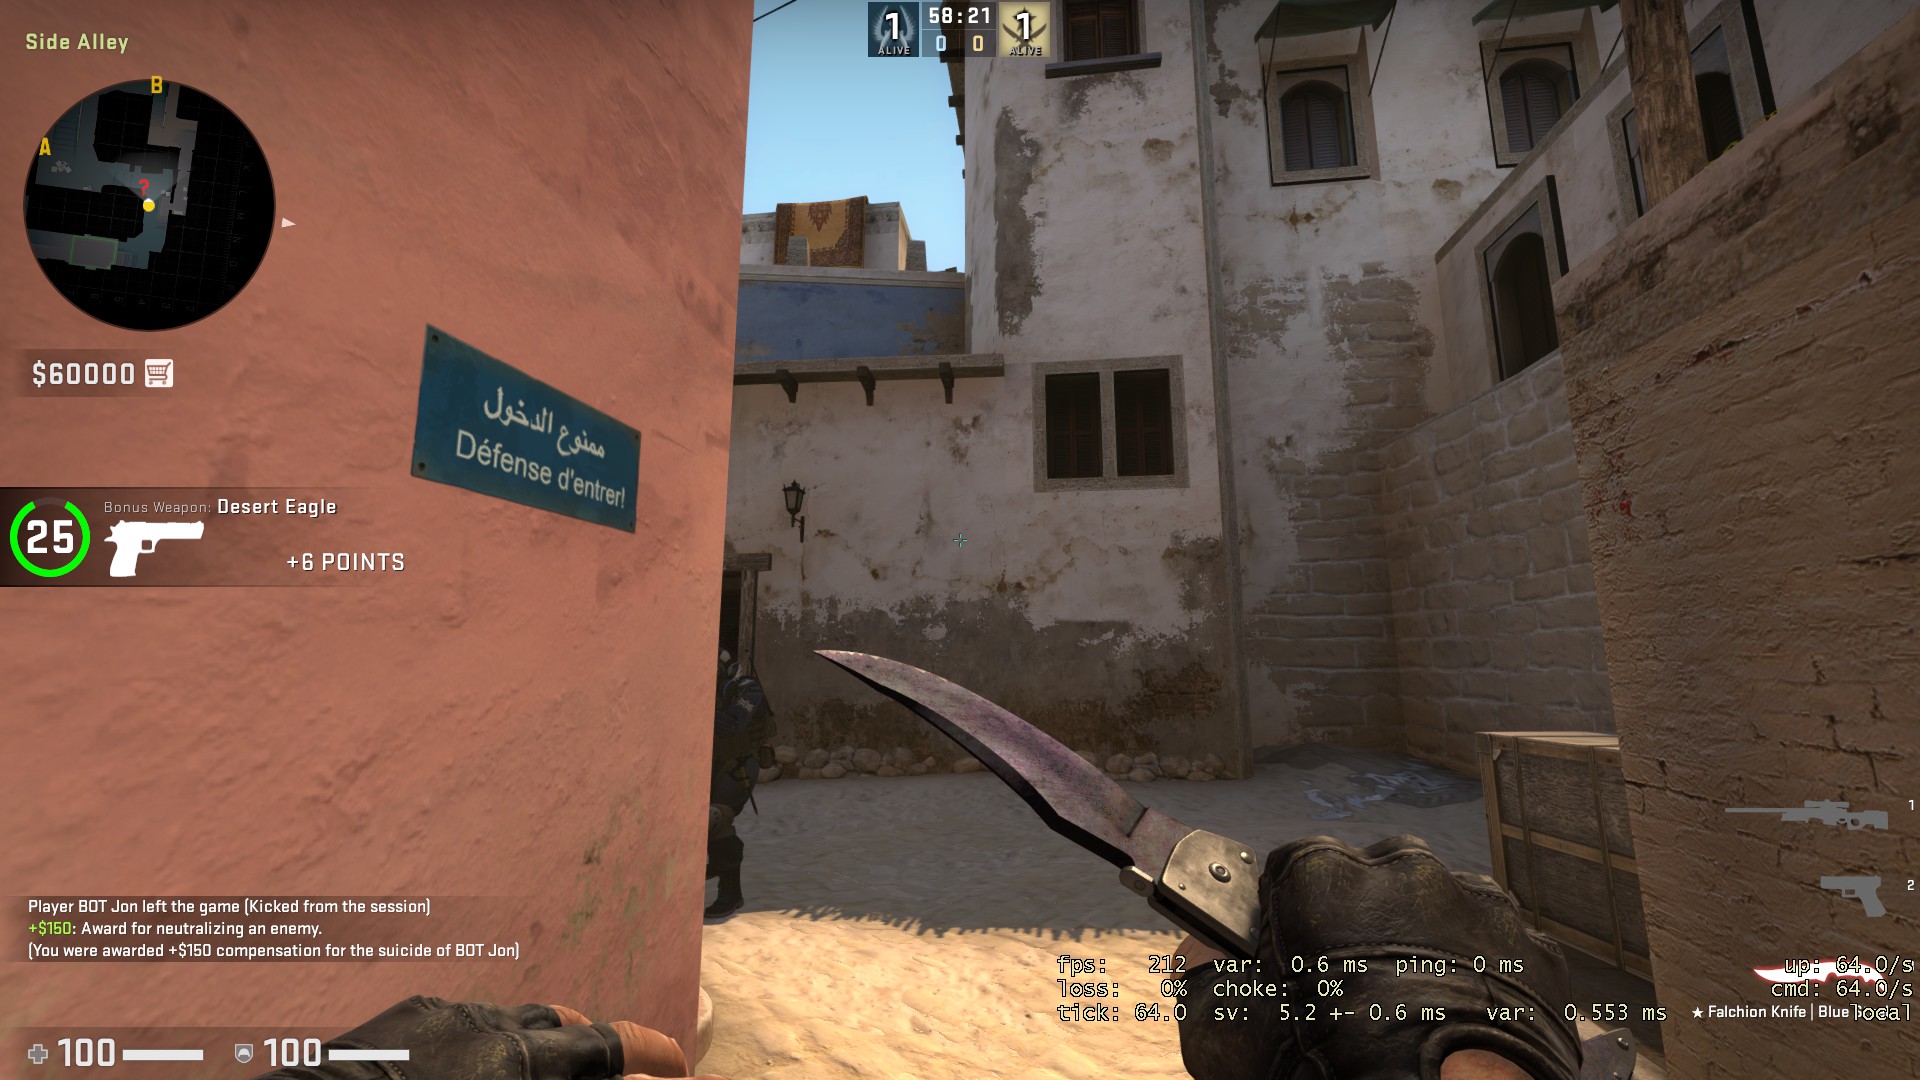 Side Alley
1
ALIVE
58:21
0 0
1
ALIVE
B
A
?
$60000
ممنوع الدخول
Défense d'entrer!
25
Bonus Weapon: Desert Eagle
+6 POINTS
1
2
Player BOT Jon left the game (Kicked from the session)
+$150: Award for neutralizing an enemy.
(You were awarded +$150 compensation for the suicide of BOT Jon)
fps: 212 var: 0.6 ms ping: 0 ms
up: 64.0/s
loss: 0% choke: 0%
cmd: 64.0/s
tick: 64.0 sv: 5.2 +- 0.6 ms var: 0.553 ms
local
★ Falchion Knife | Blue
100
100